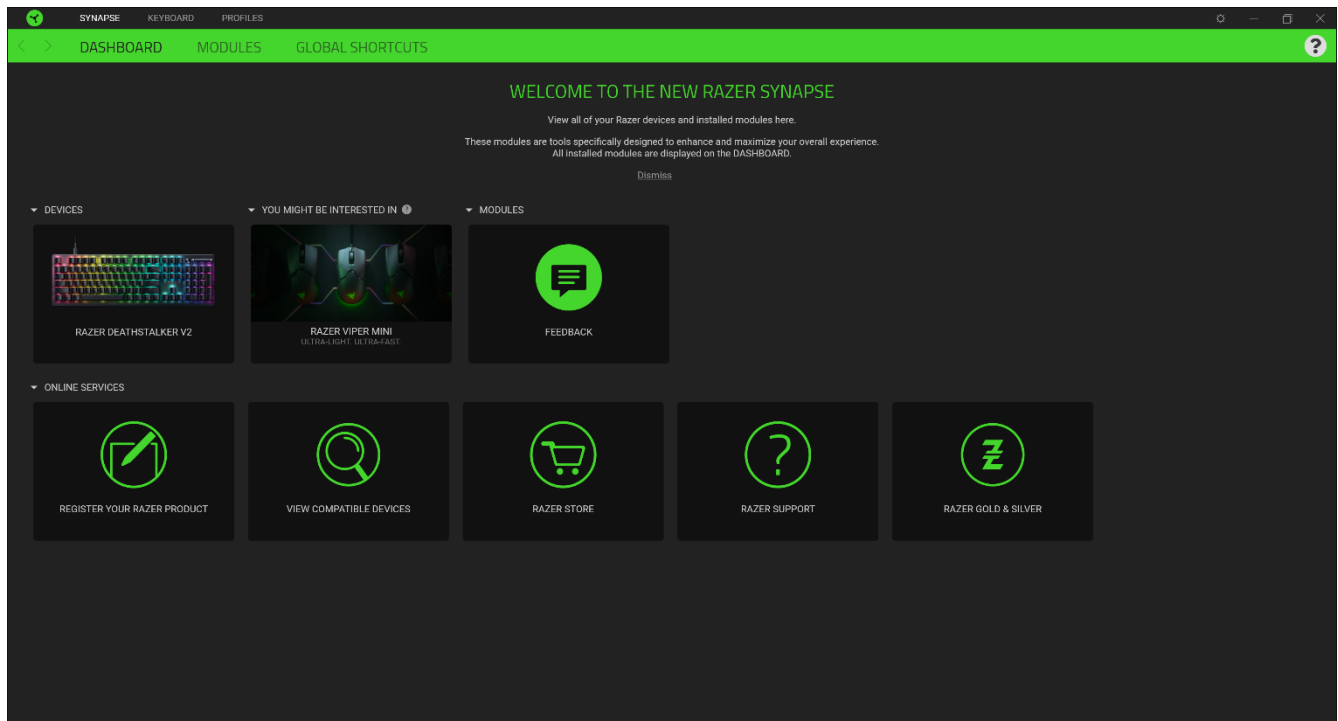 SYNAPSE KEYBOARD PROFILES
DASHBOARD MODULES GLOBAL SHORTCUTS
WELCOME TO THE NEW RAZER SYNAPSE
View all of your Razer devices and installed modules here.
These modules are tools specifically designed to enhance and maximize your overall experience.
All installed modules are displayed on the DASHBOARD.
Dismiss
DEVICES YOU MIGHT BE INTERESTED IN MODULES
RAZER DEATHSTALKER V2 RAZER VIPER MINI FEEDBACK
ULTRA-LIGHT. ULTRA-FAST.
ONLINE SERVICES
REGISTER YOUR RAZER PRODUCT VIEW COMPATIBLE DEVICES RAZER STORE RAZER SUPPORT RAZER GOLD & SILVER